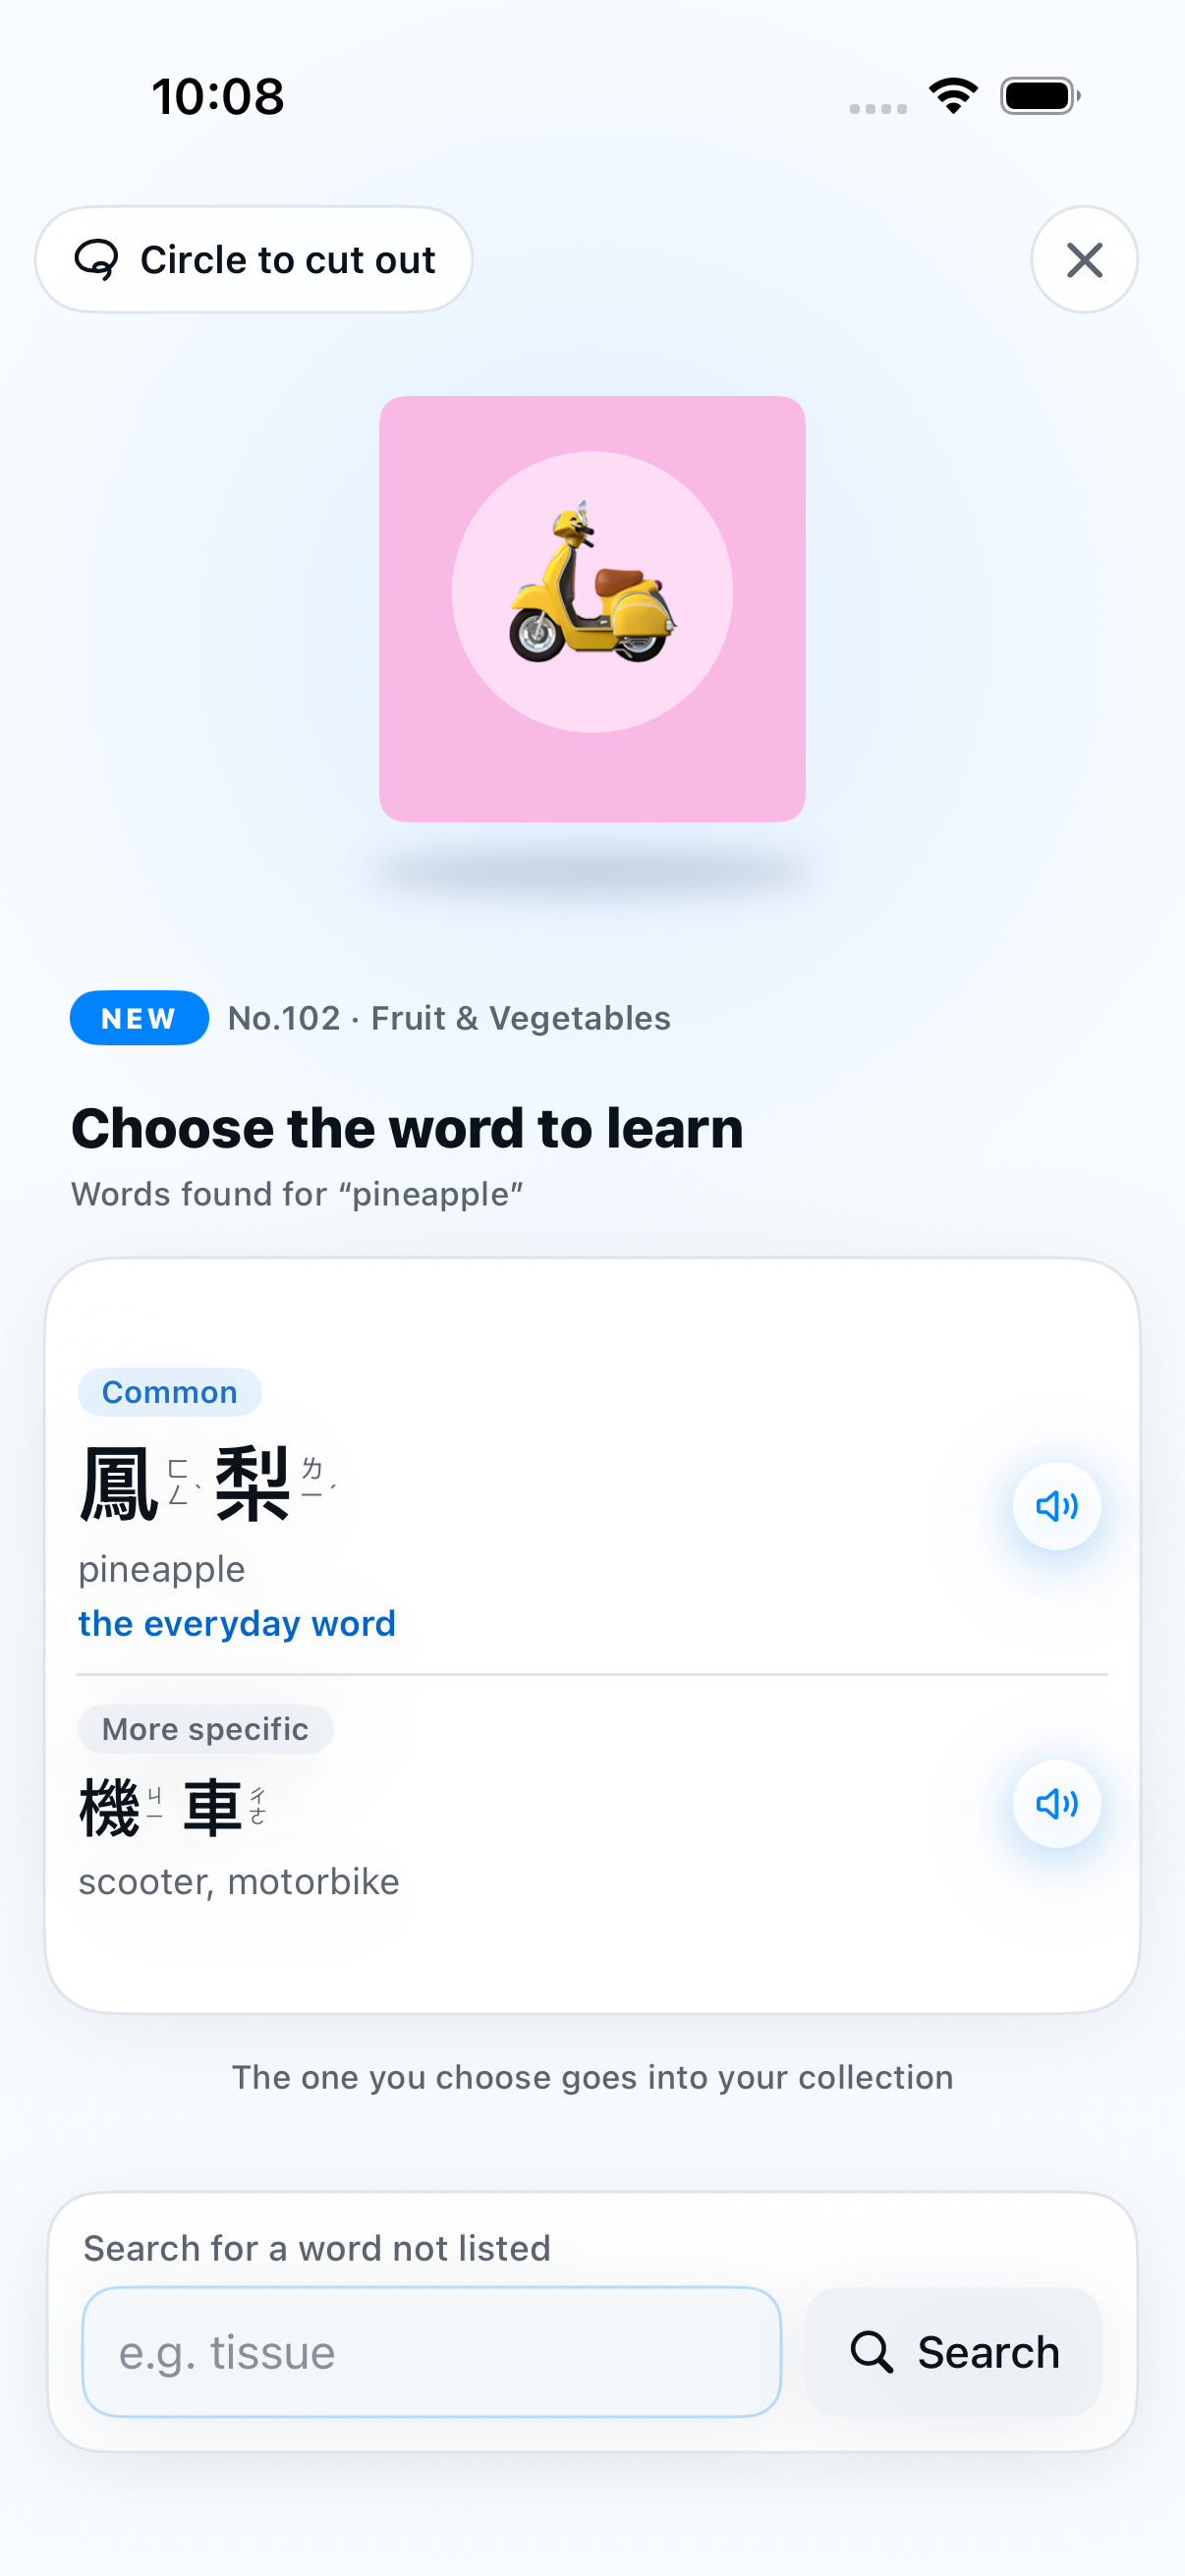 10:08
Circle to cut out
NEW No.102 · Fruit & Vegetables
Choose the word to learn
Words found for “pineapple”
Common
鳳ㄈㄥˋ梨ㄌㄧˊ
pineapple
the everyday word
More specific
機ㄐㄧ車ㄔㄜ
scooter, motorbike
The one you choose goes into your collection
Search for a word not listed
e.g. tissue
Search